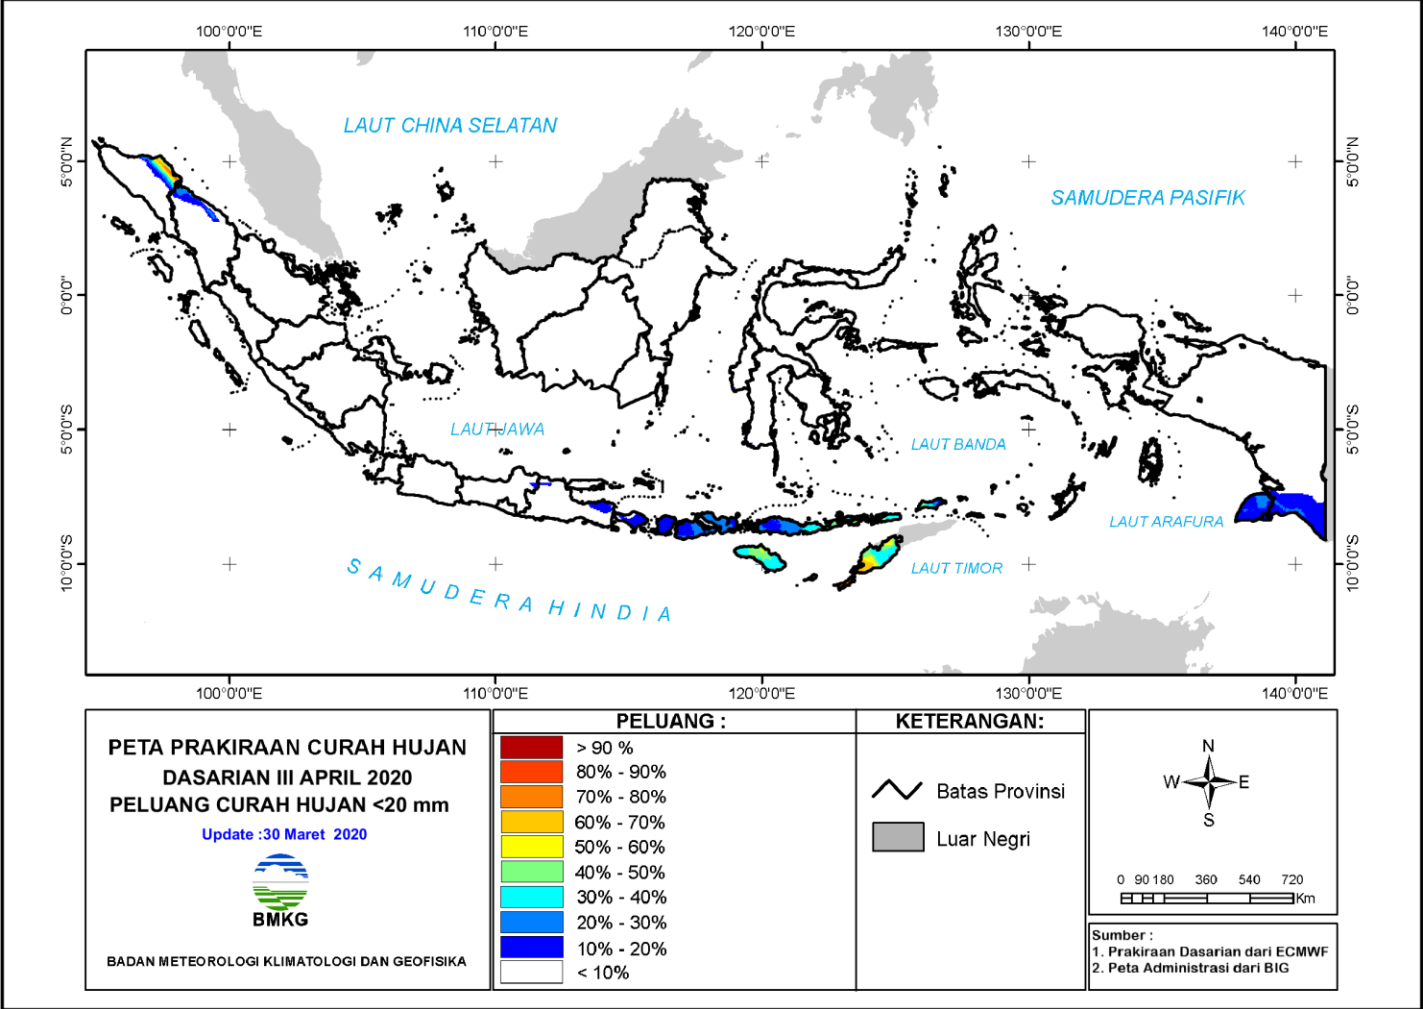 100°0'0"E 110°0'0"E 120°0'0"E 130°0'0"E 140°0'0"E
5°0'0"N
0°0'0"
5°0'0"S
10°0'0"S
LAUT CHINA SELATAN
SAMUDERA PASIFIK
LAUT JAWA
LAUT BANDA
LAUT ARAFURA
LAUT TIMOR
SAMUDERA HINDIA
5°0'0"N
0°0'0"
5°0'0"S
10°0'0"S
100°0'0"E 110°0'0"E 120°0'0"E 130°0'0"E 140°0'0"E
PETA PRAKIRAAN CURAH HUJAN
DASARIAN III APRIL 2020
PELUANG CURAH HUJAN <20 mm
Update :30 Maret 2020
BMKG
BADAN METEOROLOGI KLIMATOLOGI DAN GEOFISIKA
PELUANG :
> 90 %
80% - 90%
70% - 80%
60% - 70%
50% - 60%
40% - 50%
30% - 40%
20% - 30%
10% - 20%
< 10%
KETERANGAN:
Batas Provinsi
Luar Negri
N
W E
S
0 90 180 360 540 720
Km
Sumber :
1. Prakiraan Dasarian dari ECMWF
2. Peta Administrasi dari BIG